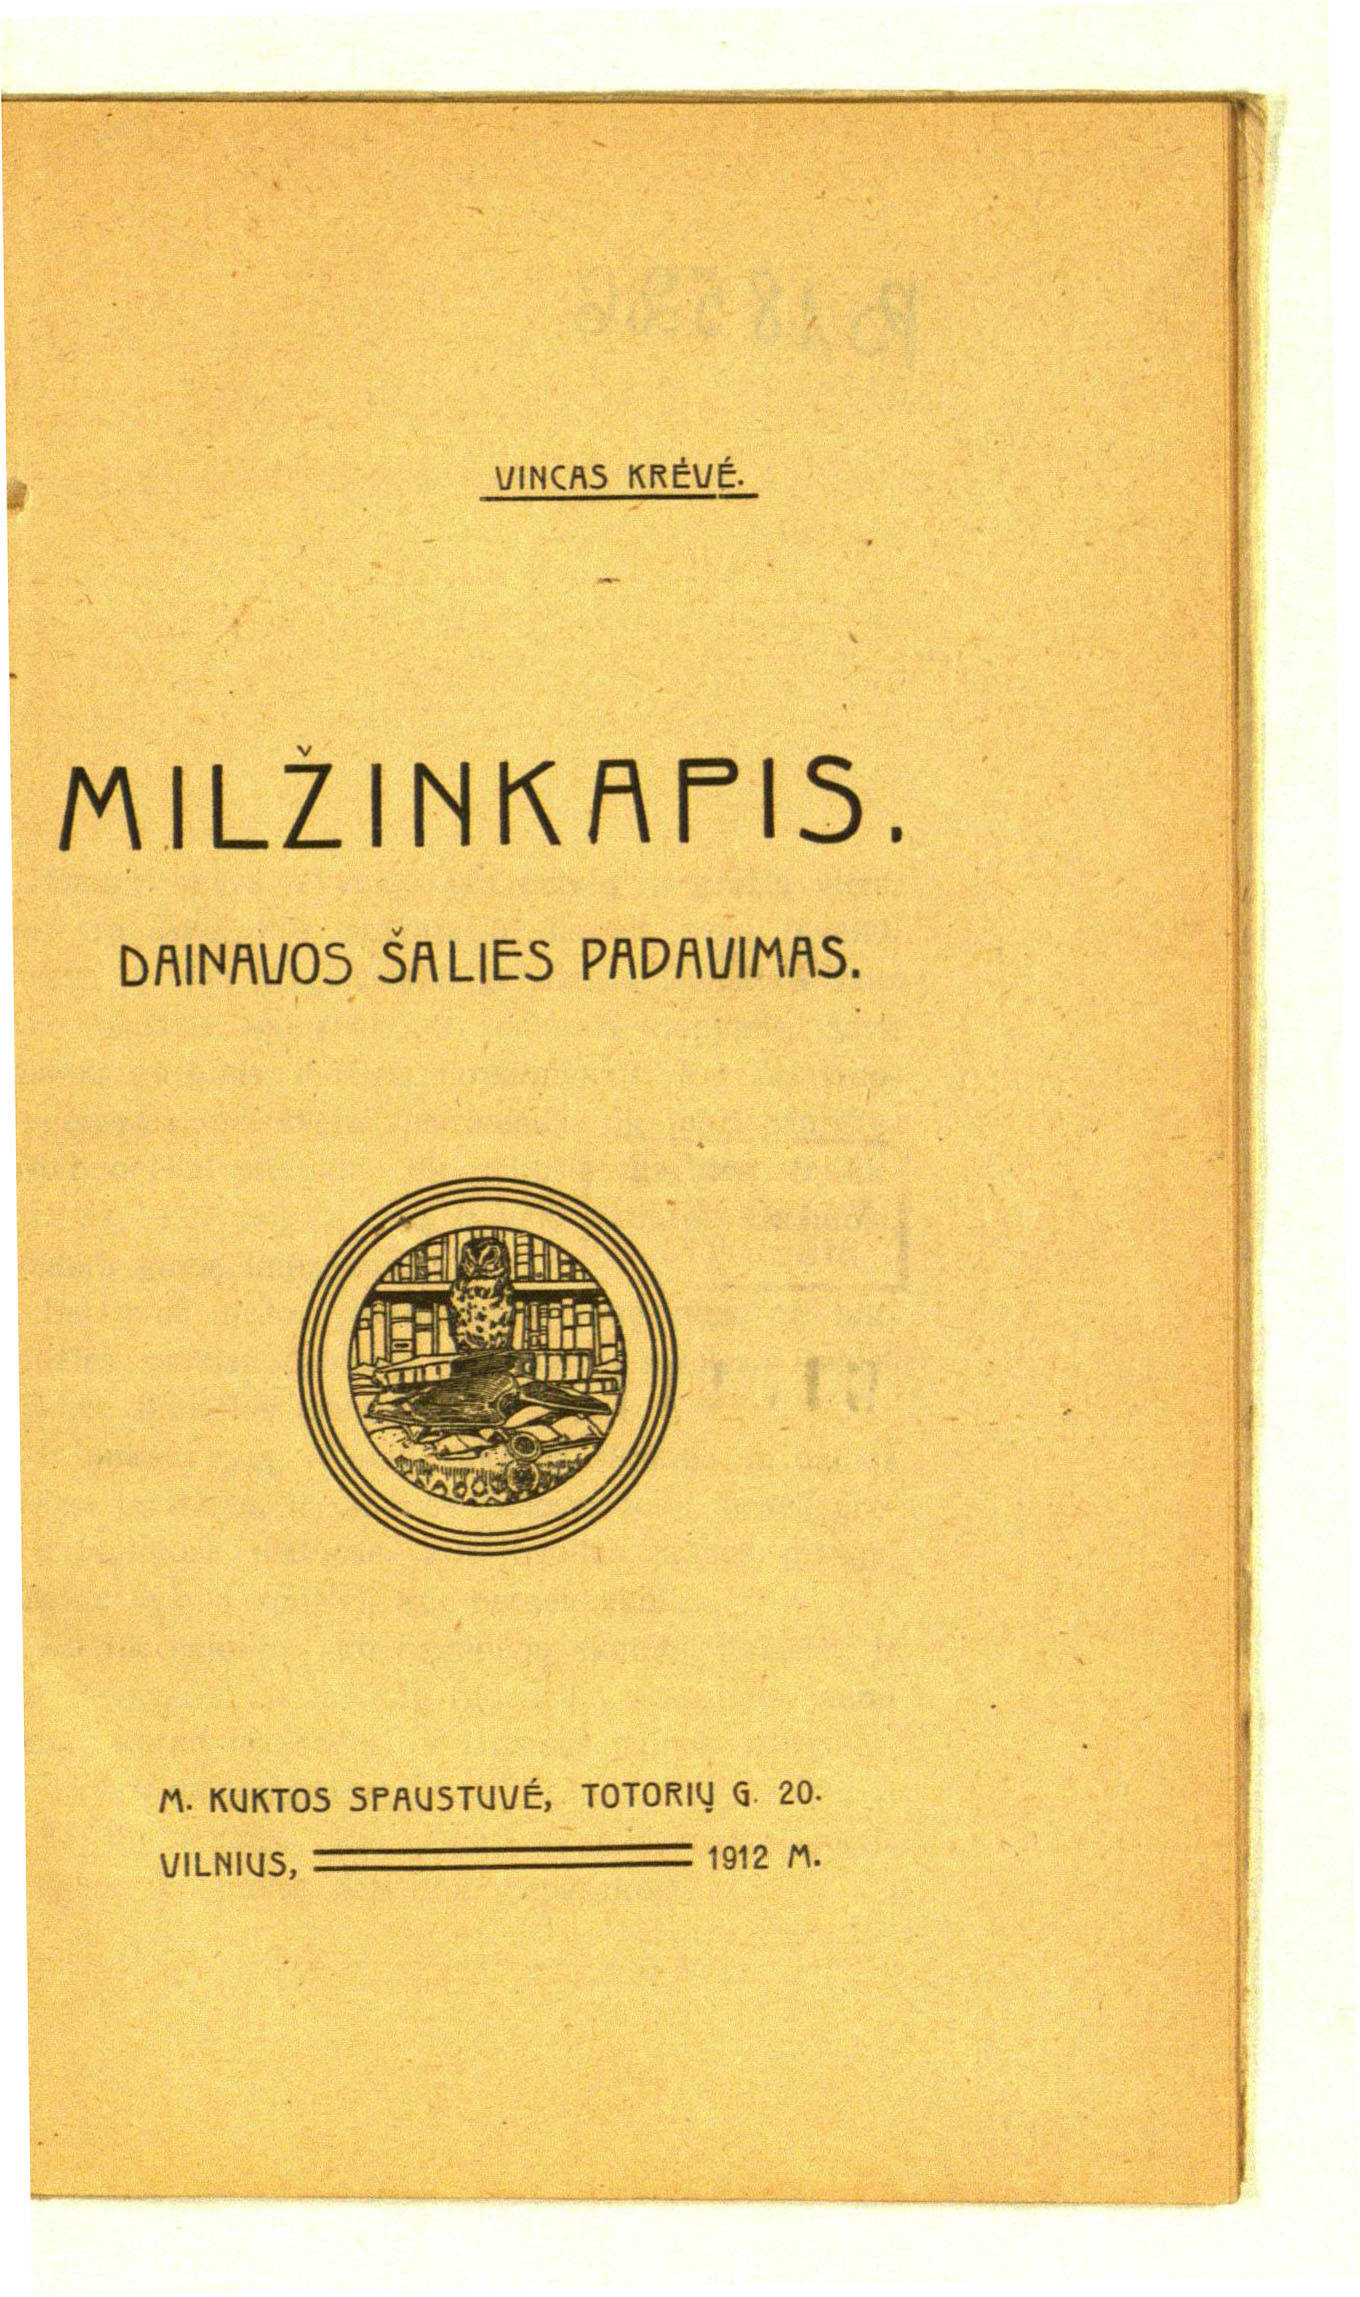 VINCAS KRĖVĖ.
MILŽINKAPIS.
DAINAVOS ŠALIES PADAVIMAS.
M. KUKTOS SPAUSTUVĖ, TOTORIŲ G. 20.
VILNIUS, 1912 M.